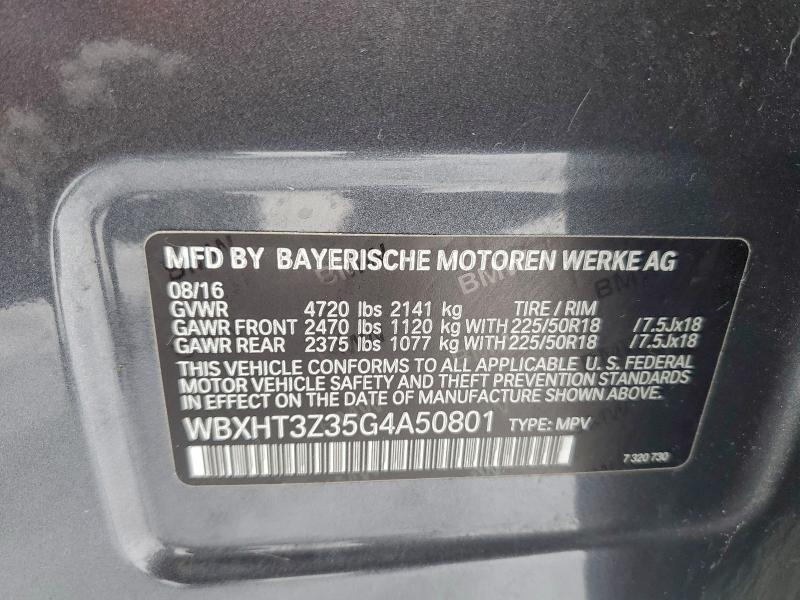 MFD BY BAYERISCHE MOTOREN WERKE AG
08/16
GVWR 4720 lbs 2141 kg TIRE / RIM
GAWR FRONT 2470 lbs 1120 kg WITH 225/50R18 /7.5Jx18
GAWR REAR 2375 lbs 1077 kg WITH 225/50R18 /7.5Jx18
THIS VEHICLE CONFORMS TO ALL APPLICABLE U. S. FEDERAL
MOTOR VEHICLE SAFETY AND THEFT PREVENTION STANDARDS
IN EFFECT ON THE DATE OF MANUFACTURE SHOWN ABOVE.
WBXHT3Z35G4A50801 TYPE: MPV
7 320 730